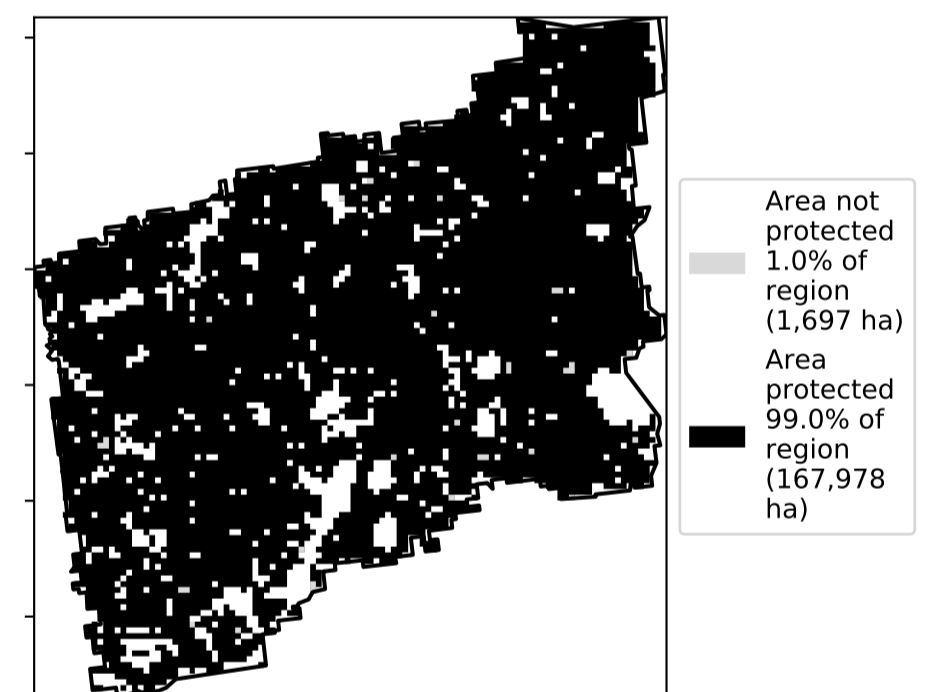 Area not
protected
1.0% of
region
(1,697 ha)
Area
protected
99.0% of
region
(167,978
ha)